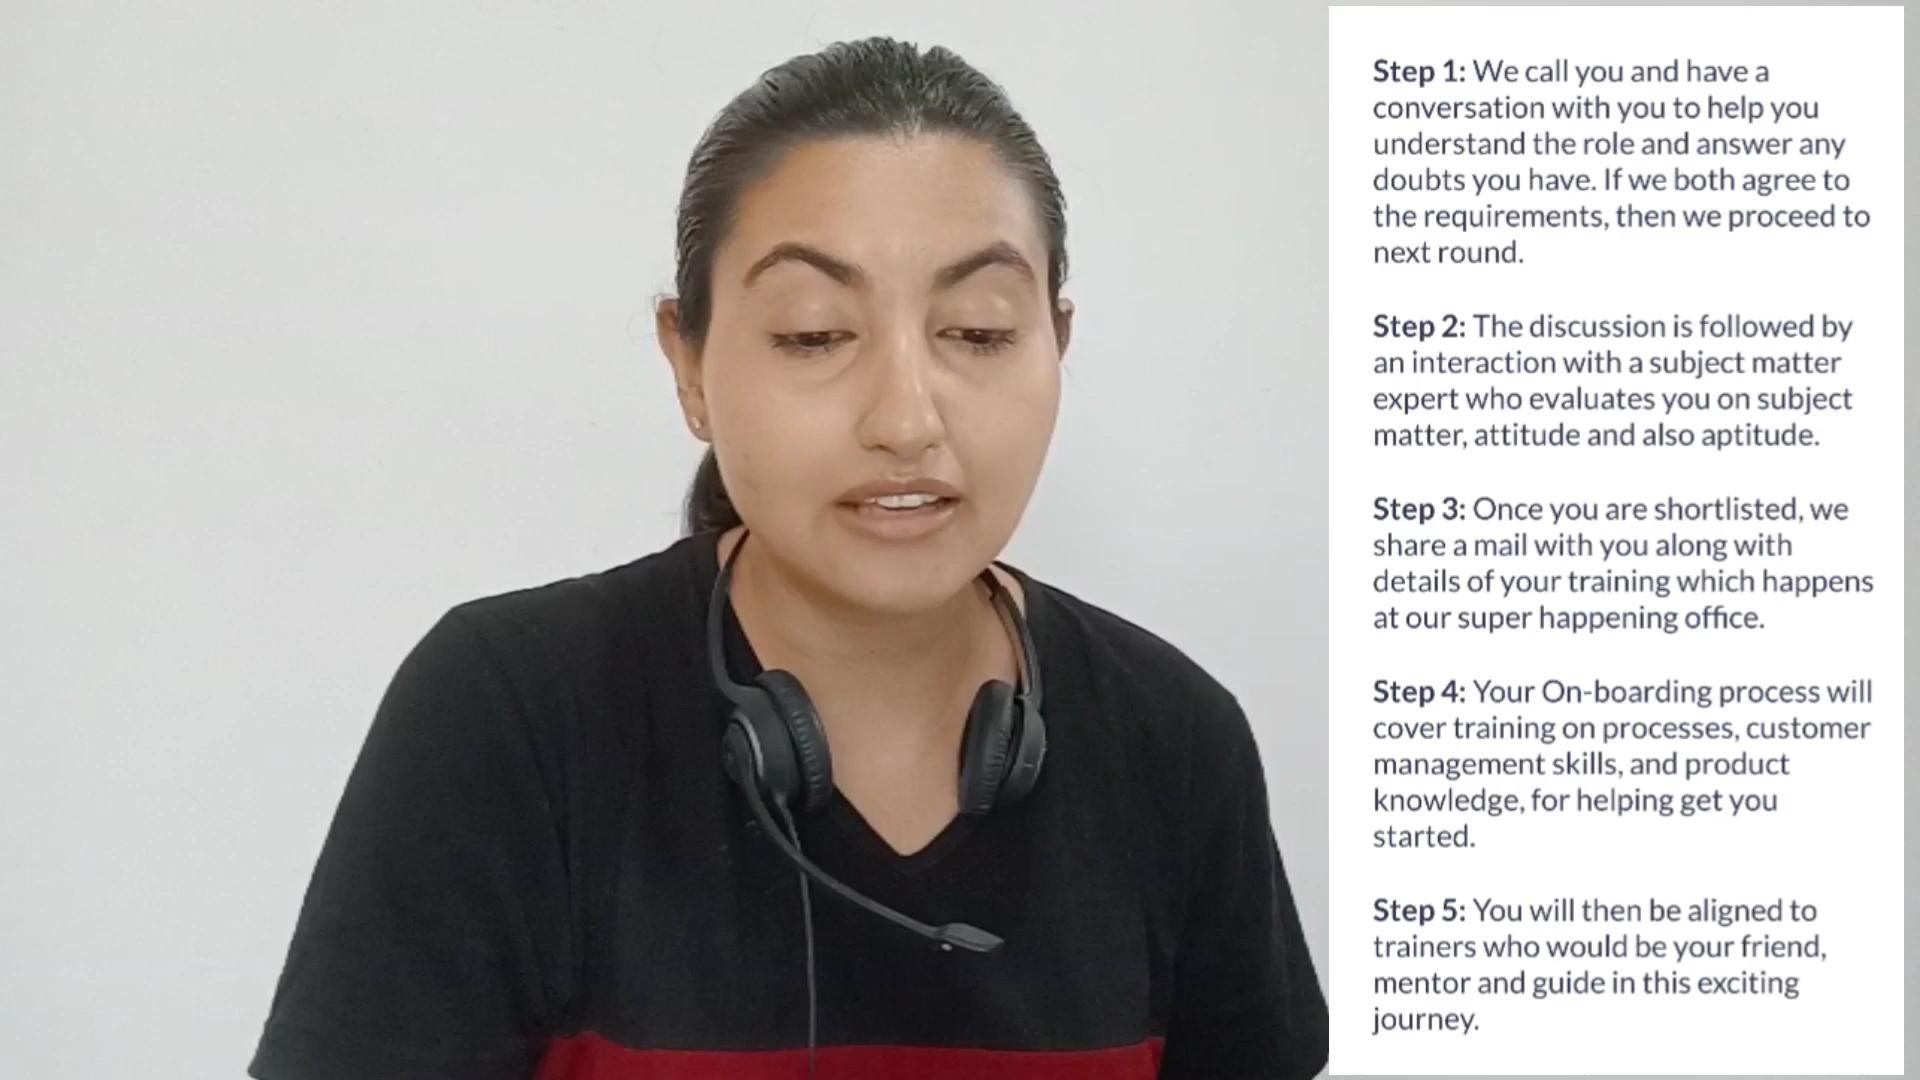 Step 1: We call you and have a
conversation with you to help you
understand the role and answer any
doubts you have. If we both agree to
the requirements, then we proceed to
next round.
Step 2: The discussion is followed by
an interaction with a subject matter
expert who evaluates you on subject
matter, attitude and also aptitude.
Step 3: Once you are shortlisted, we
share a mail with you along with
details of your training which happens
at our super happening office.
Step 4: Your On-boarding process will
cover training on processes, customer
management skills, and product
knowledge, for helping get you
started.
Step 5: You will then be aligned to
trainers who would be your friend,
mentor and guide in this exciting
journey.